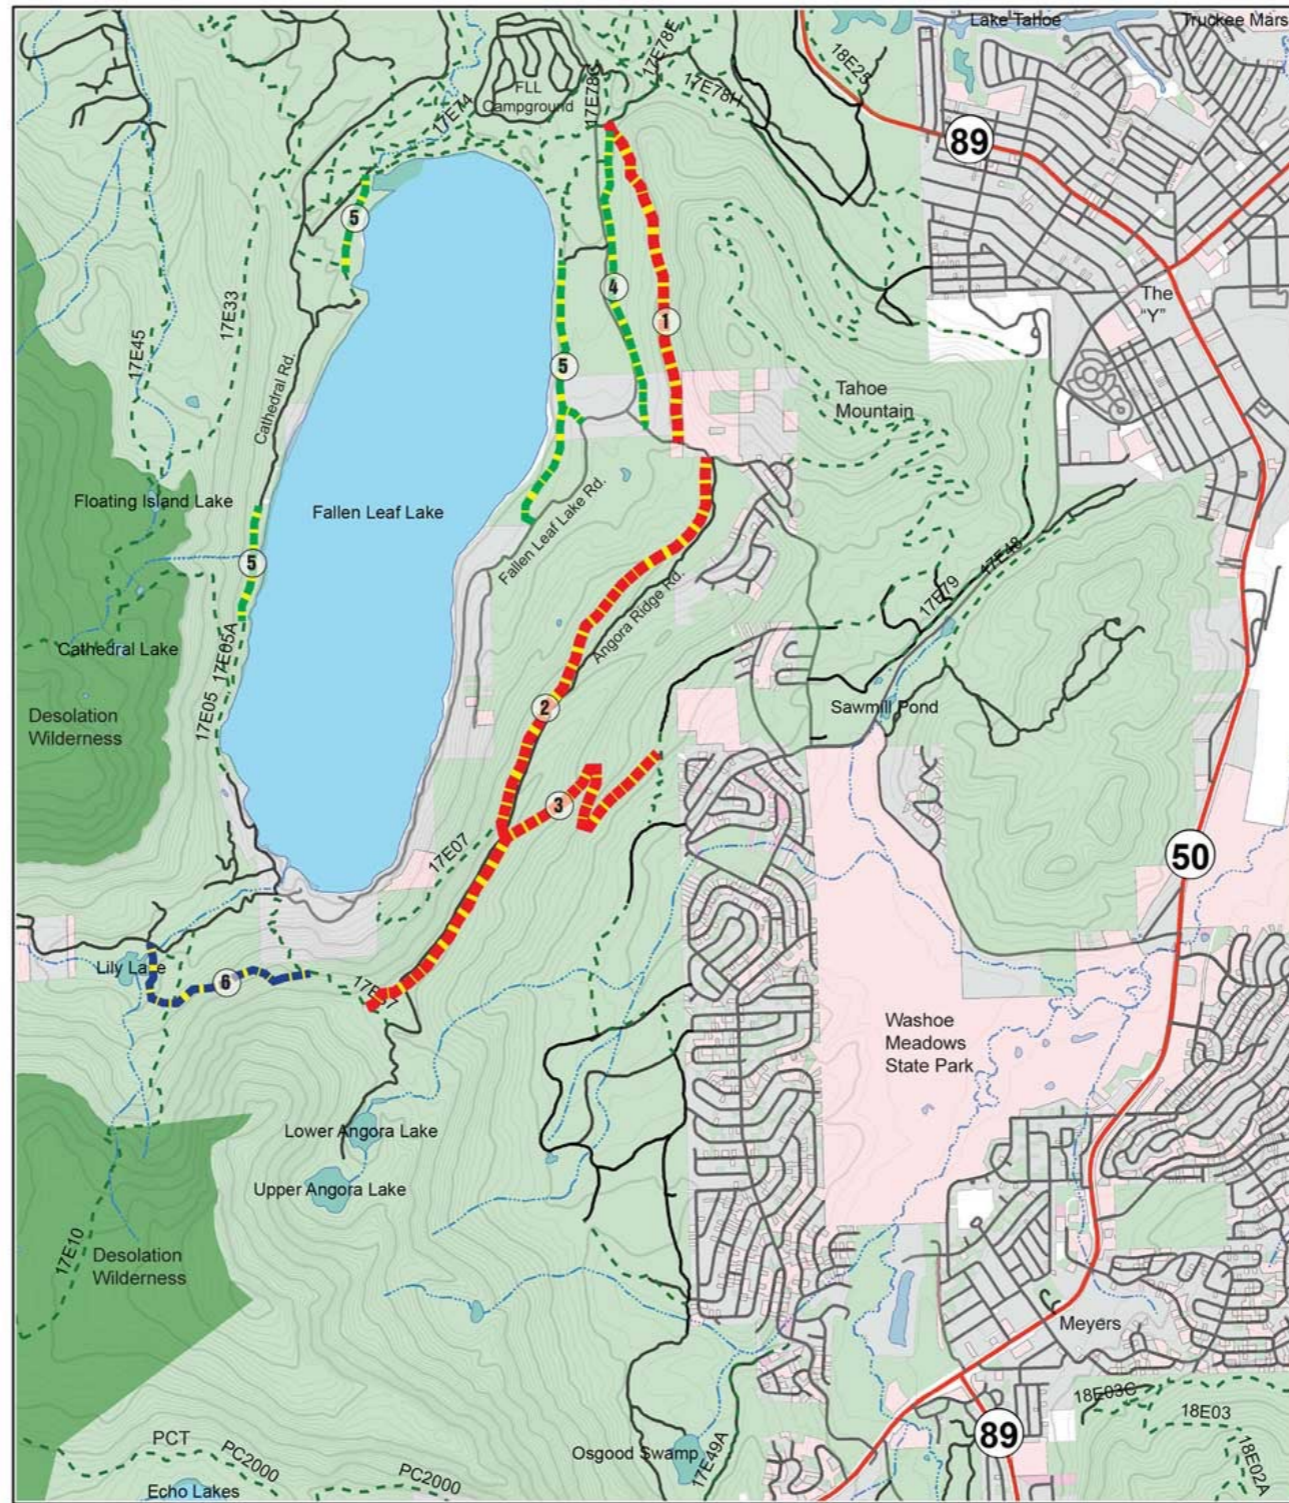 Lake Tahoe
Truckee Mars
18E25
17E78E
17E78H
FLL
Campground
17E74
89
5
4
1
The
"Y"
17E33
17E45
Cathedral Rd.
5
Tahoe
Mountain
Floating Island Lake
Fallen Leaf Lake
Fallen Leaf Lake Rd.
5
17E48
17E79
Angora Ridge Rd.
Cathedral Lake
17E05A
17E05
Desolation
Wilderness
2
Sawmill Pond
3
17E07
50
Lily Lake
6
Washoe
Meadows
State Park
Lower Angora Lake
Upper Angora Lake
17E10
Desolation
Wilderness
Meyers
18E03C
18E03
18E02A
89
PCT
PC2000
PC2000
Osgood Swamp
17E49A
Echo Lakes